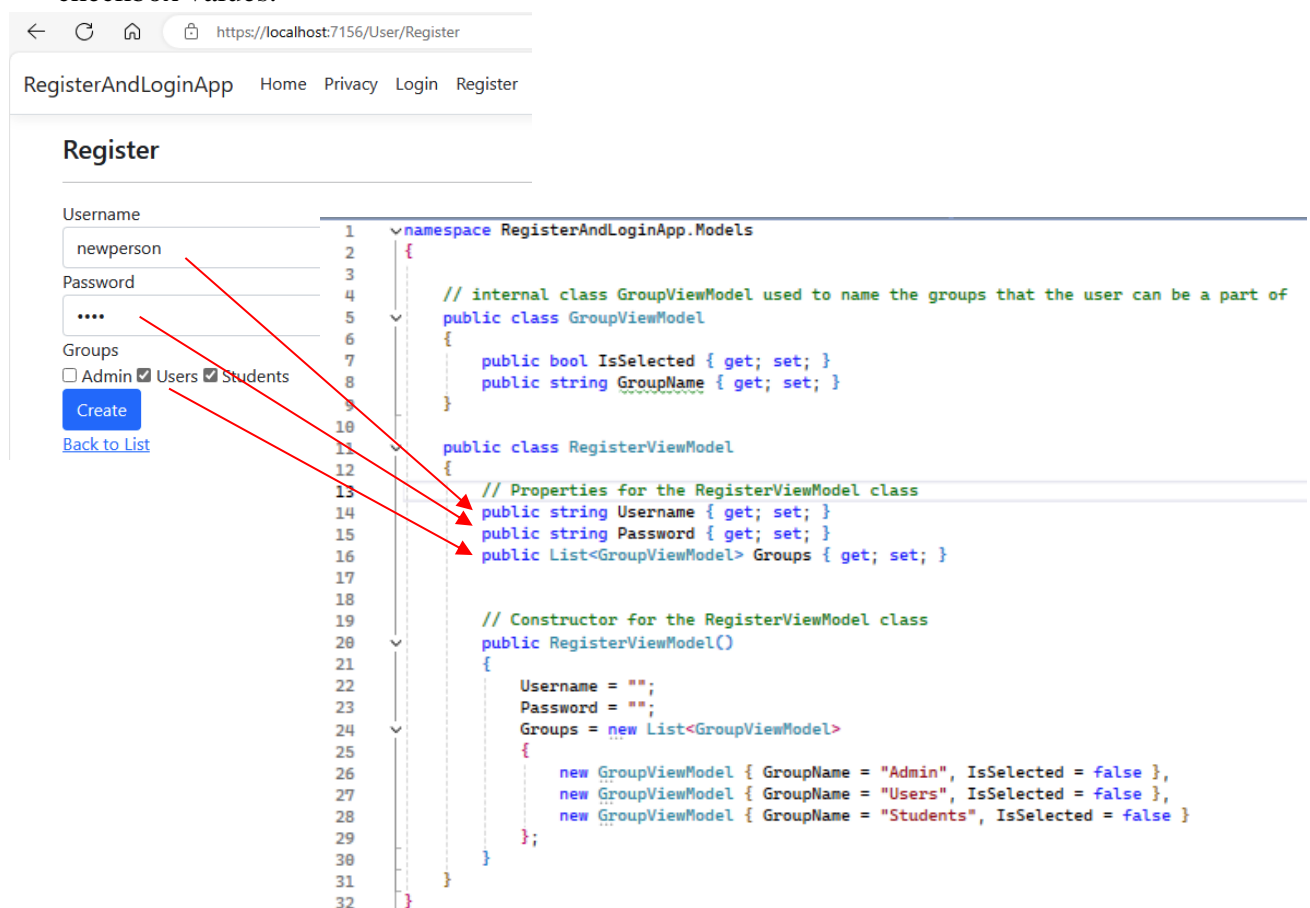 checkbox values.
https://localhost:7156/User/Register
RegisterAndLoginApp Home Privacy Login Register
Register
Username
newperson
Password
••••
Groups
Admin Users Students
Create
Back to List
1 namespace RegisterAndLoginApp.Models
2 {
3
4 // internal class GroupViewModel used to name the groups that the user can be a part of
5 public class GroupViewModel
6 {
7 public bool IsSelected { get; set; }
8 public string GroupName { get; set; }
9 }
10
11 public class RegisterViewModel
12 {
13 // Properties for the RegisterViewModel class
14 public string Username { get; set; }
15 public string Password { get; set; }
16 public List<GroupViewModel> Groups { get; set; }
17
18
19 // Constructor for the RegisterViewModel class
20 public RegisterViewModel()
21 {
22 Username = "";
23 Password = "";
24 Groups = new List<GroupViewModel>
25 {
26 new GroupViewModel { GroupName = "Admin", IsSelected = false },
27 new GroupViewModel { GroupName = "Users", IsSelected = false },
28 new GroupViewModel { GroupName = "Students", IsSelected = false }
29 };
30 }
31 }
32 }